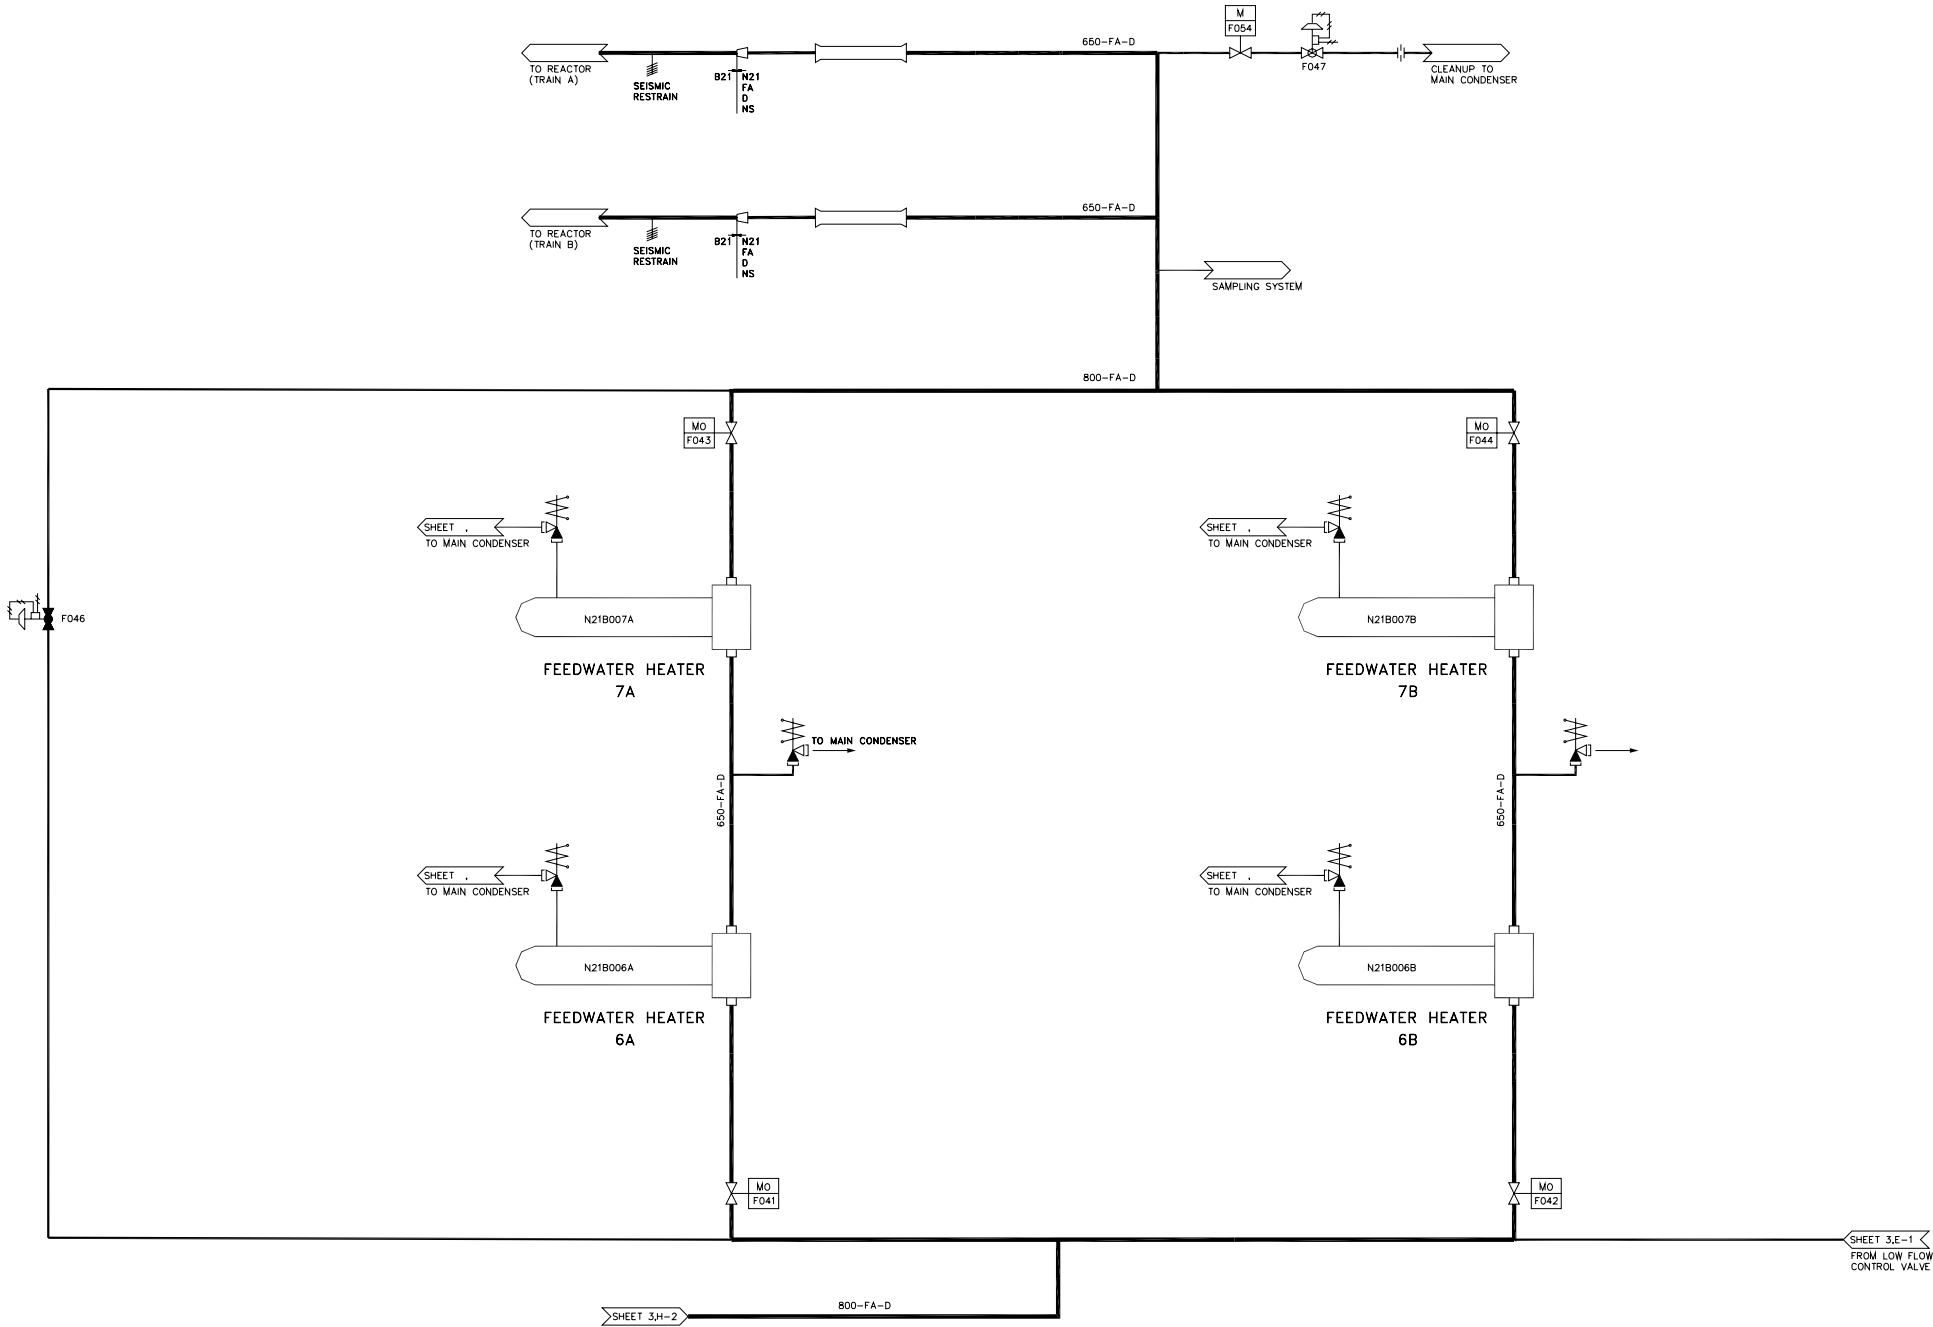 M
F054
650-FA-D
F047
TO REACTOR
(TRAIN A)
SEISMIC
RESTRAIN
B21 N21
FA
D
NS
CLEANUP TO
MAIN CONDENSER
650-FA-D
TO REACTOR
(TRAIN B)
SEISMIC
RESTRAIN
B21 N21
FA
D
NS
SAMPLING SYSTEM
800-FA-D
MO
F043
MO
F044
SHEET ,
TO MAIN CONDENSER
SHEET ,
TO MAIN CONDENSER
F046
N21B007A
N21B007B
FEEDWATER HEATER
7A
FEEDWATER HEATER
7B
TO MAIN CONDENSER
650-FA-D
650-FA-D
SHEET ,
TO MAIN CONDENSER
SHEET ,
TO MAIN CONDENSER
N21B006A
N21B006B
FEEDWATER HEATER
6A
FEEDWATER HEATER
6B
MO
F041
MO
F042
SHEET 3,E-1
FROM LOW FLOW
CONTROL VALVE
800-FA-D
SHEET 3,H-2